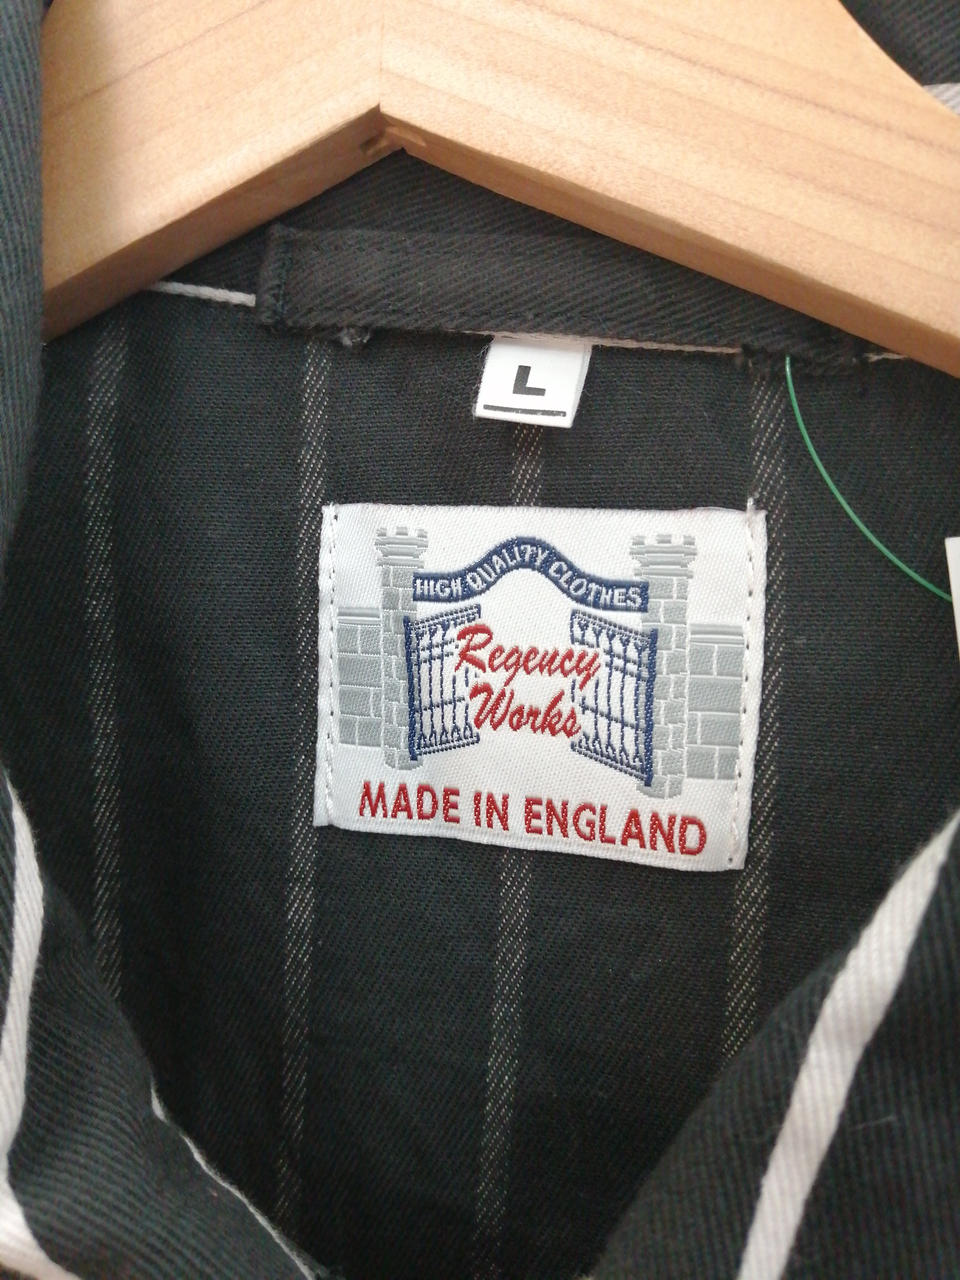 L
HIGH QUALITY CLOTHES
Regency
Works
MADE IN ENGLAND